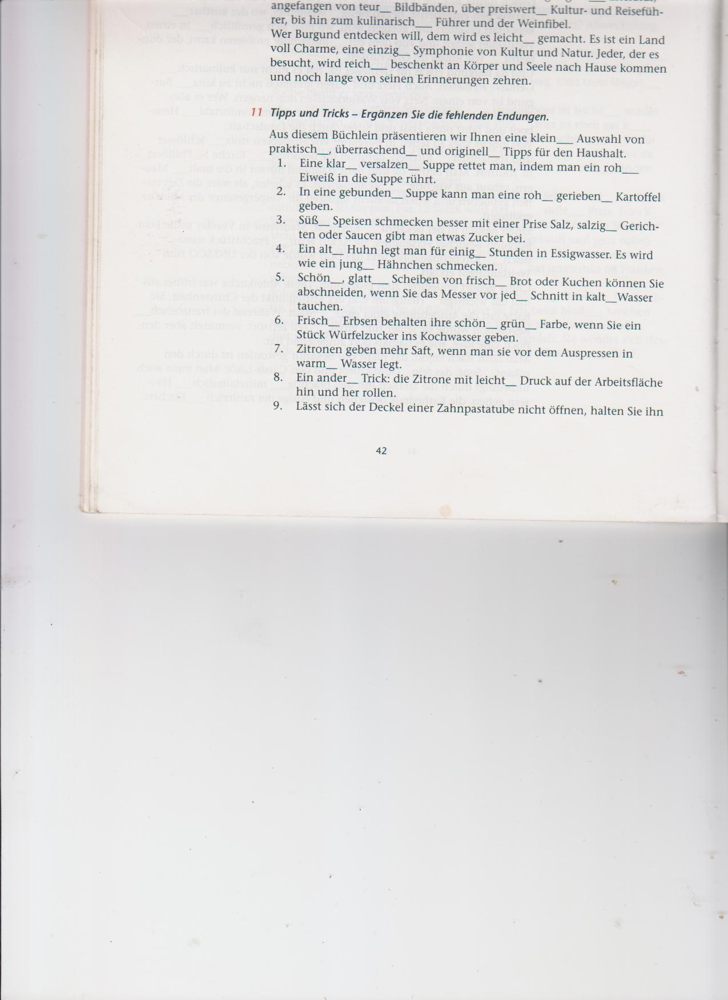 angefangen von teur_ Bildbänden, über preiswert_ Kultur- und Reisefüh-
rer, bis hin zum kulinarisch___ Führer und der Weinfibel.
Wer Burgund entdecken will, dem wird es leicht__ gemacht. Es ist ein Land
voll Charme, eine einzig__ Symphonie von Kultur und Natur. Jeder, der es
besucht, wird reich___ beschenkt an Körper und Seele nach Hause kommen
und noch lange von seinen Erinnerungen zehren.
11 Tipps und Tricks – Ergänzen Sie die fehlenden Endungen.
Aus diesem Büchlein präsentieren wir Ihnen eine klein___ Auswahl von
praktisch__, überraschend__ und originell__ Tipps für den Haushalt.
1. Eine klar__ versalzen__ Suppe rettet man, indem man ein roh___
Eiweiß in die Suppe rührt.
2. In eine gebunden__ Suppe kann man eine roh__ gerieben__ Kartoffel
geben.
3. Süß__ Speisen schmecken besser mit einer Prise Salz, salzig__ Gerich-
ten oder Saucen gibt man etwas Zucker bei.
4. Ein alt__ Huhn legt man für einig__ Stunden in Essigwasser. Es wird
wie ein jung__ Hähnchen schmecken.
5. Schön__, glatt___ Scheiben von frisch__ Brot oder Kuchen können Sie
abschneiden, wenn Sie das Messer vor jed__ Schnitt in kalt__Wasser
tauchen.
6. Frisch__ Erbsen behalten ihre schön__ grün__ Farbe, wenn Sie ein
Stück Würfelzucker ins Kochwasser geben.
7. Zitronen geben mehr Saft, wenn man sie vor dem Auspressen in
warm__ Wasser legt.
8. Ein ander__ Trick: die Zitrone mit leicht__ Druck auf der Arbeitsfläche
hin und her rollen.
9. Lässt sich der Deckel einer Zahnpastatube nicht öffnen, halten Sie ihn
42